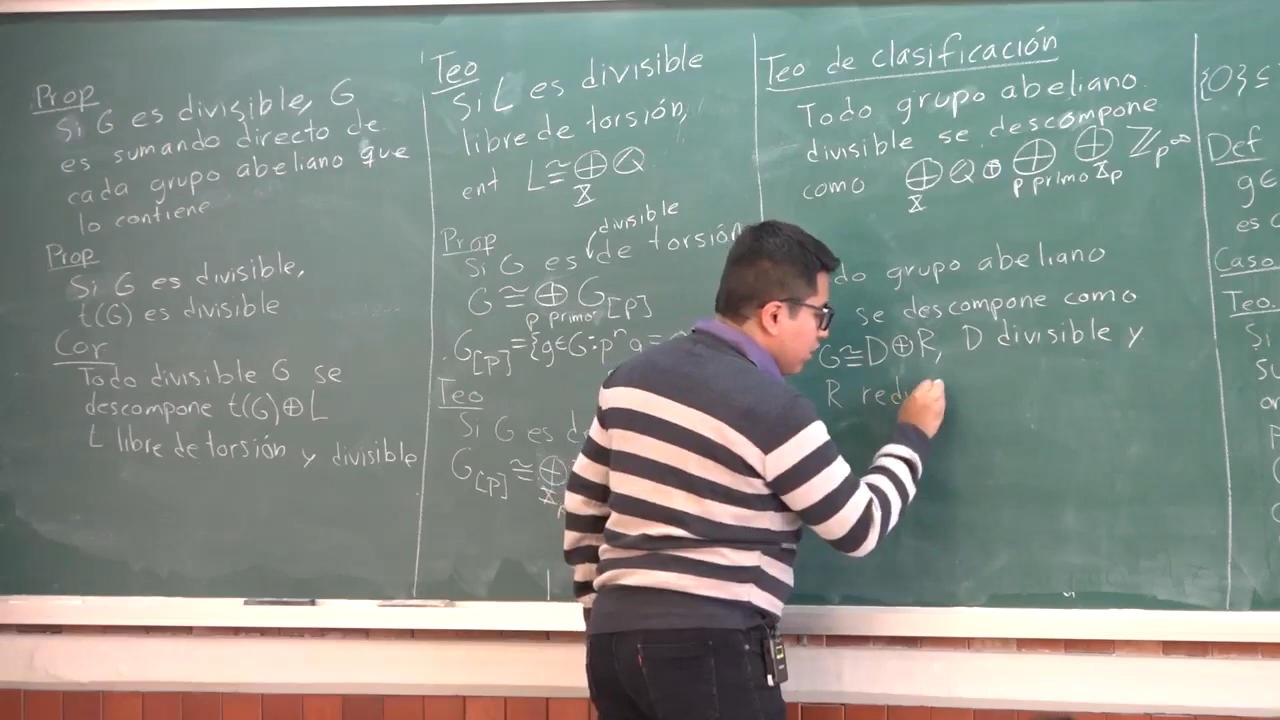 Prop
Si G es divisible, G
es sumando directo de
cada grupo abeliano que
lo contiene
Prop
Si G es divisible,
t(G) es divisible
Cor
Todo divisible G se
descompone t(G)⊕L
L libre de torsión y divisible
Teo
Si L es divisible
libre de torsión,
ent L≅⊕Q
X
divisible
Prop
Si G es de torsión
G≅⊕G[p]
p primo
G[p]={g∈G:pⁿg=
Teo
Si G es d
G[p]≅⊕
X
Teo de clasificación
Todo grupo abeliano
divisible se descompone
como ⊕Q⊕⊕⊕Zp∞
X p primo Xp
do grupo abeliano
se descompone como
G≅D⊕R, D divisible y
R redu
{0}⊆
Def
g∈
es
Caso
Teo.
Si
Su